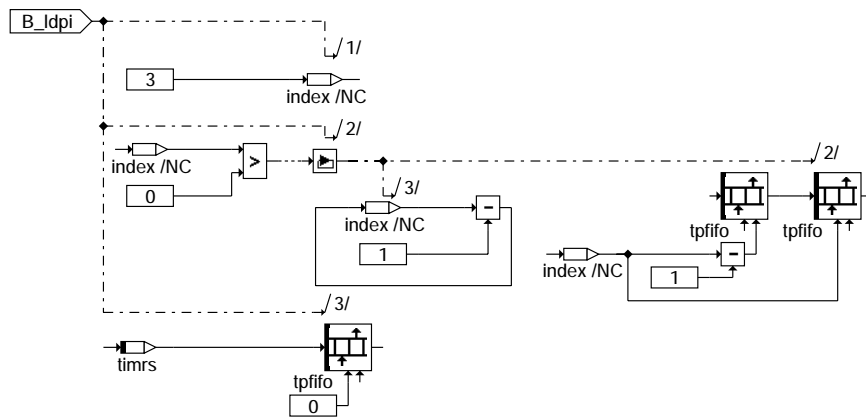 B_ldpi
1/
3
index /NC
2/
2/
index /NC
>
0
3/
index /NC
-
1
tpfifo
tpfifo
index /NC
-
1
3/
timrs
tpfifo
0